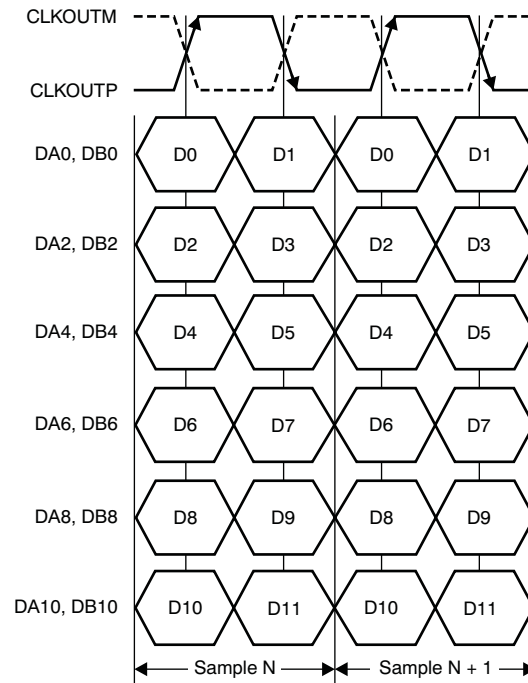 CLKOUTM
CLKOUTP
DA0, DB0 D0 D1 D0 D1
DA2, DB2 D2 D3 D2 D3
DA4, DB4 D4 D5 D4 D5
DA6, DB6 D6 D7 D6 D7
DA8, DB8 D8 D9 D8 D9
DA10, DB10 D10 D11 D10 D11
Sample N Sample N + 1